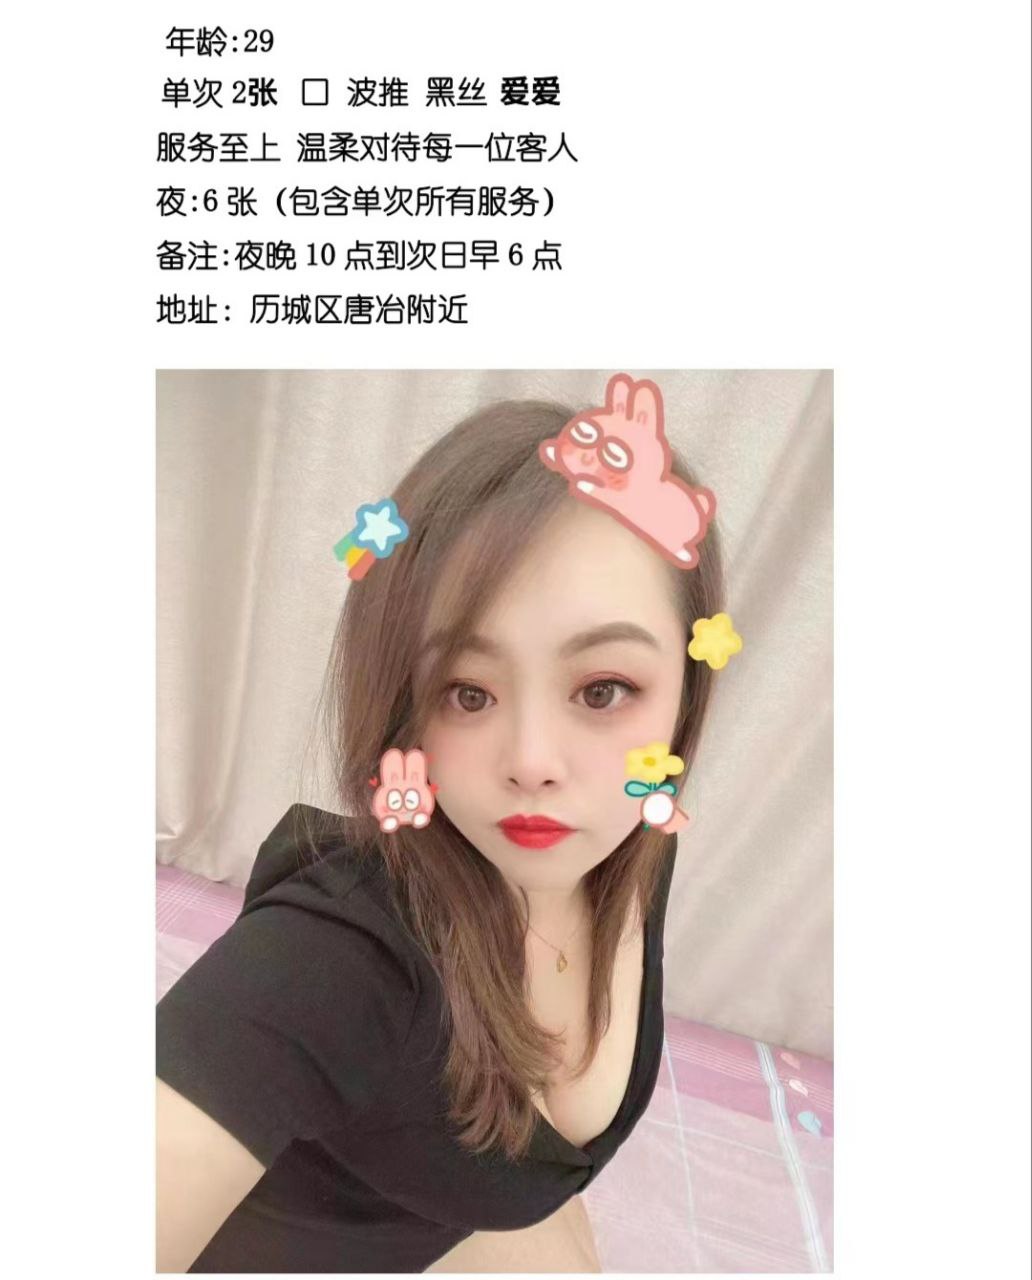 年龄:29
单次 2张 口 波推 黑丝 爱爱
服务至上 温柔对待每一位客人
夜:6 张（包含单次所有服务）
备注:夜晚 10 点到次日早 6 点
地址: 历城区唐冶附近